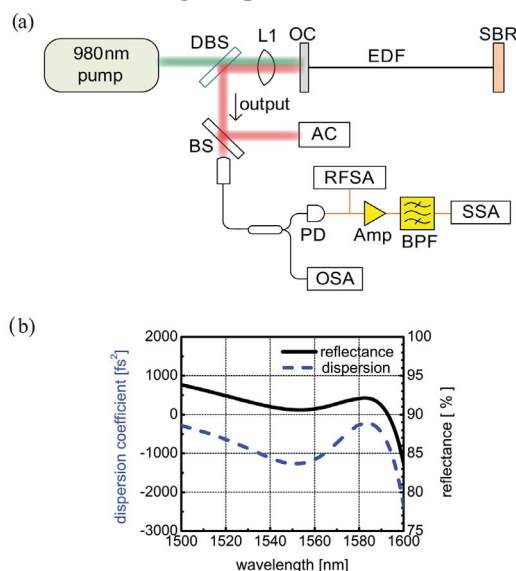 (a)
980 nm
pump
DBS
L1
OC
EDF
SBR
output
BS
AC
RFSA
PD
Amp
BPF
SSA
OSA
(b)
dispersion coefficient [fs²]
2000
1000
0
-1000
-2000
-3000
reflectance
dispersion
100
95
90
85
80
75
reflectance [ % ]
1500 1520 1540 1560 1580 1600
wavelength [nm]